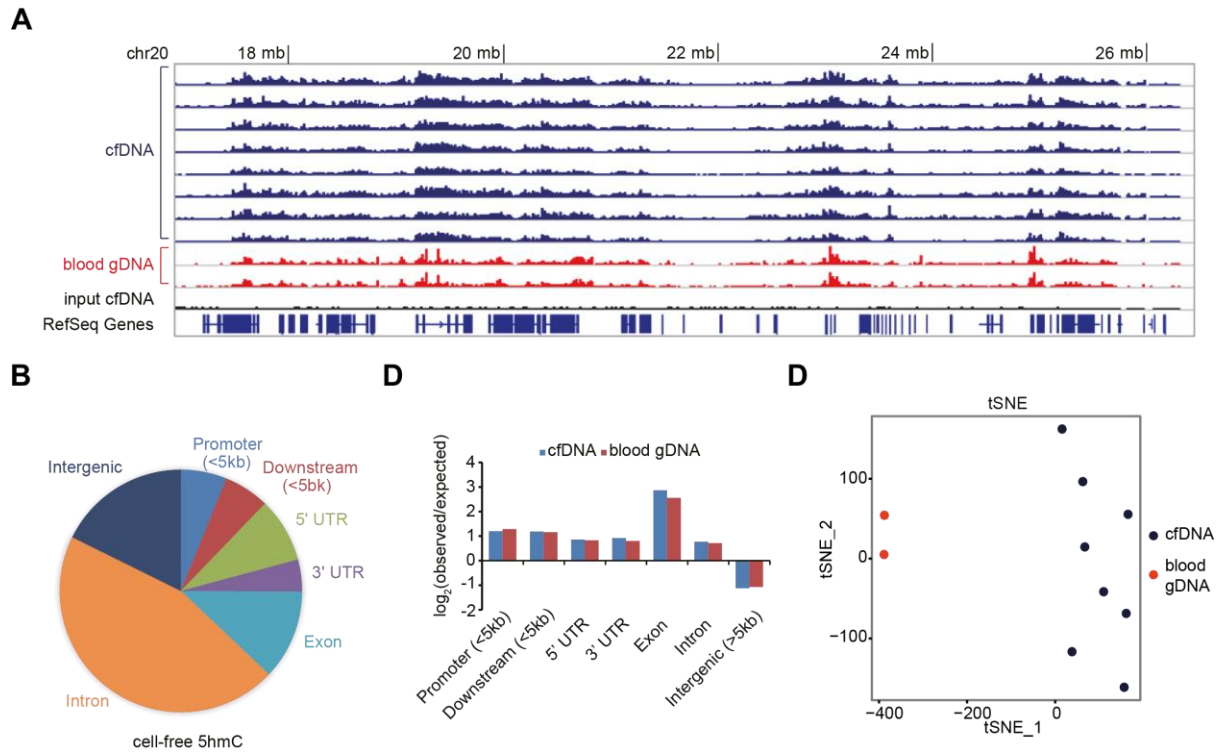 A
chr20 18 mb 20 mb 22 mb 24 mb 26 mb
cfDNA
blood gDNA
input cfDNA
RefSeq Genes
B
Promoter
(<5kb)
Downstream
(<5bk)
5' UTR
3' UTR
Exon
Intron
Intergenic
cell-free 5hmC
D
cfDNA blood gDNA
log2(observed/expected)
4
3
2
1
0
-1
-2
Promoter (<5kb)
Downstream (<5kb)
5' UTR
3' UTR
Exon
Intron
Intergenic (>5kb)
D
tSNE
tSNE_2
100
0
−100
−400 −200 0
tSNE_1
cfDNA
blood
gDNA